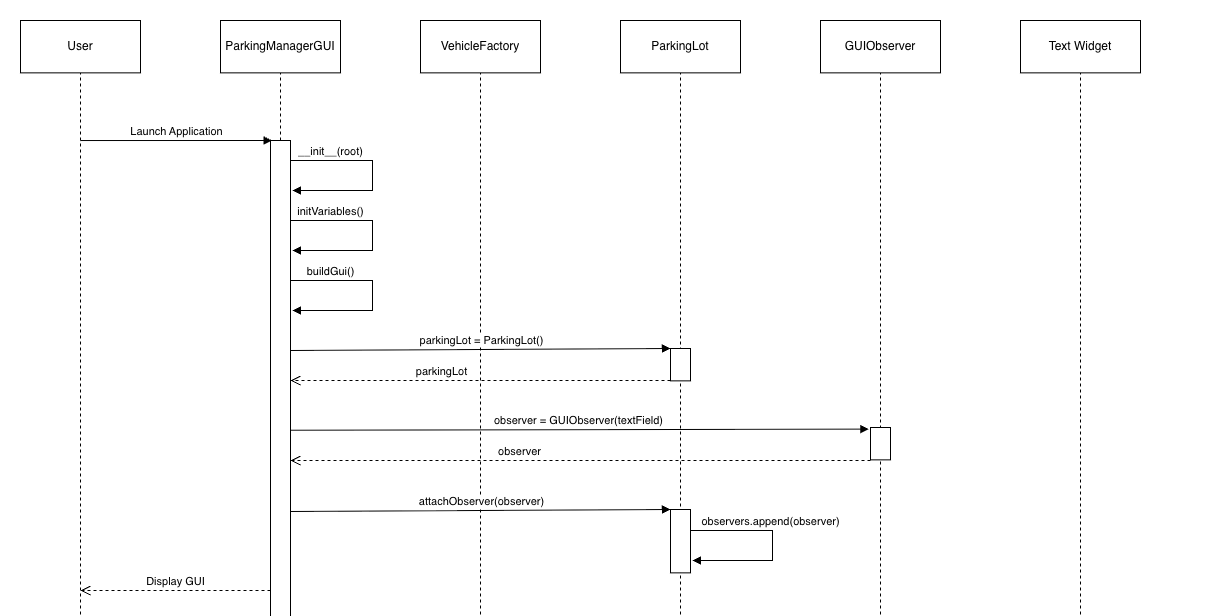 User
ParkingManagerGUI
VehicleFactory
ParkingLot
GUIObserver
Text Widget
Launch Application
__init__(root)
initVariables()
buildGui()
parkingLot = ParkingLot()
parkingLot
observer = GUIObserver(textField)
observer
attachObserver(observer)
observers.append(observer)
Display GUI